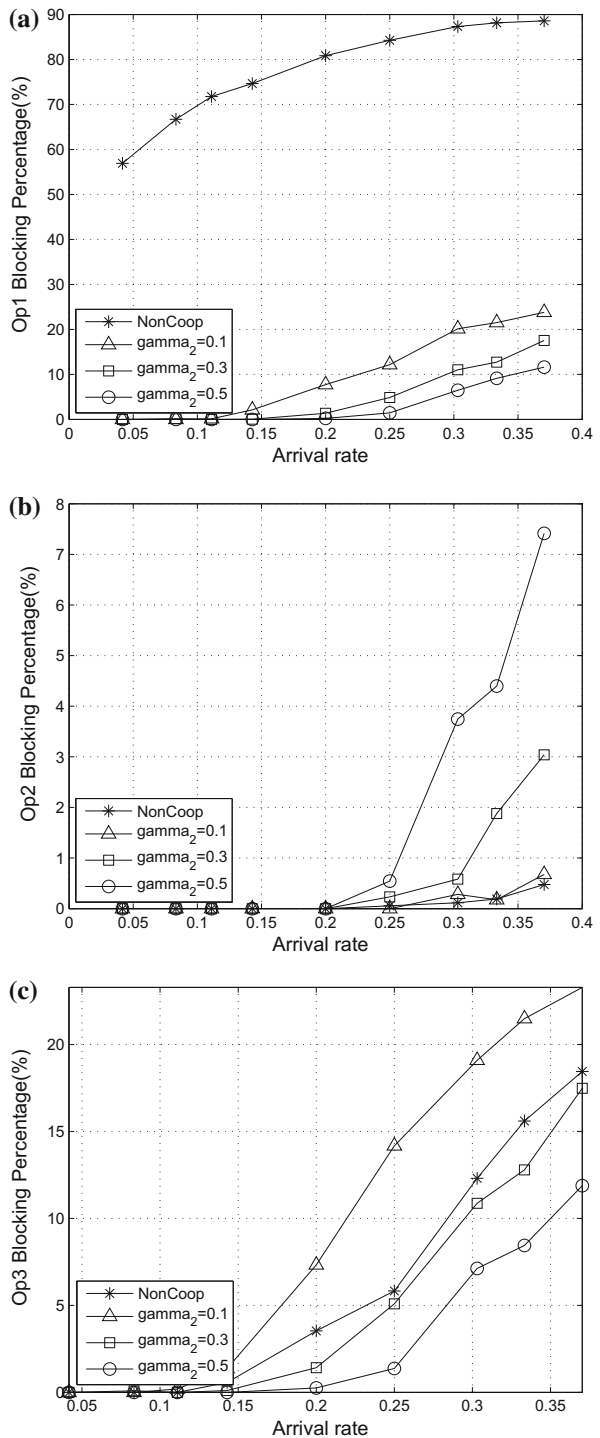 (a)
90
80
70
60
50
40
30
20
10
0
Op1 Blocking Percentage(%)
NonCoop
gamma₂=0.1
gamma₂=0.3
gamma₂=0.5
0 0.05 0.1 0.15 0.2 0.25 0.3 0.35 0.4
Arrival rate
(b)
8
7
6
5
4
3
2
1
0
Op2 Blocking Percentage(%)
NonCoop
gamma₂=0.1
gamma₂=0.3
gamma₂=0.5
0 0.05 0.1 0.15 0.2 0.25 0.3 0.35 0.4
Arrival rate
(c)
20
15
10
5
0
Op3 Blocking Percentage(%)
NonCoop
gamma₂=0.1
gamma₂=0.3
gamma₂=0.5
0.05 0.1 0.15 0.2 0.25 0.3 0.35
Arrival rate